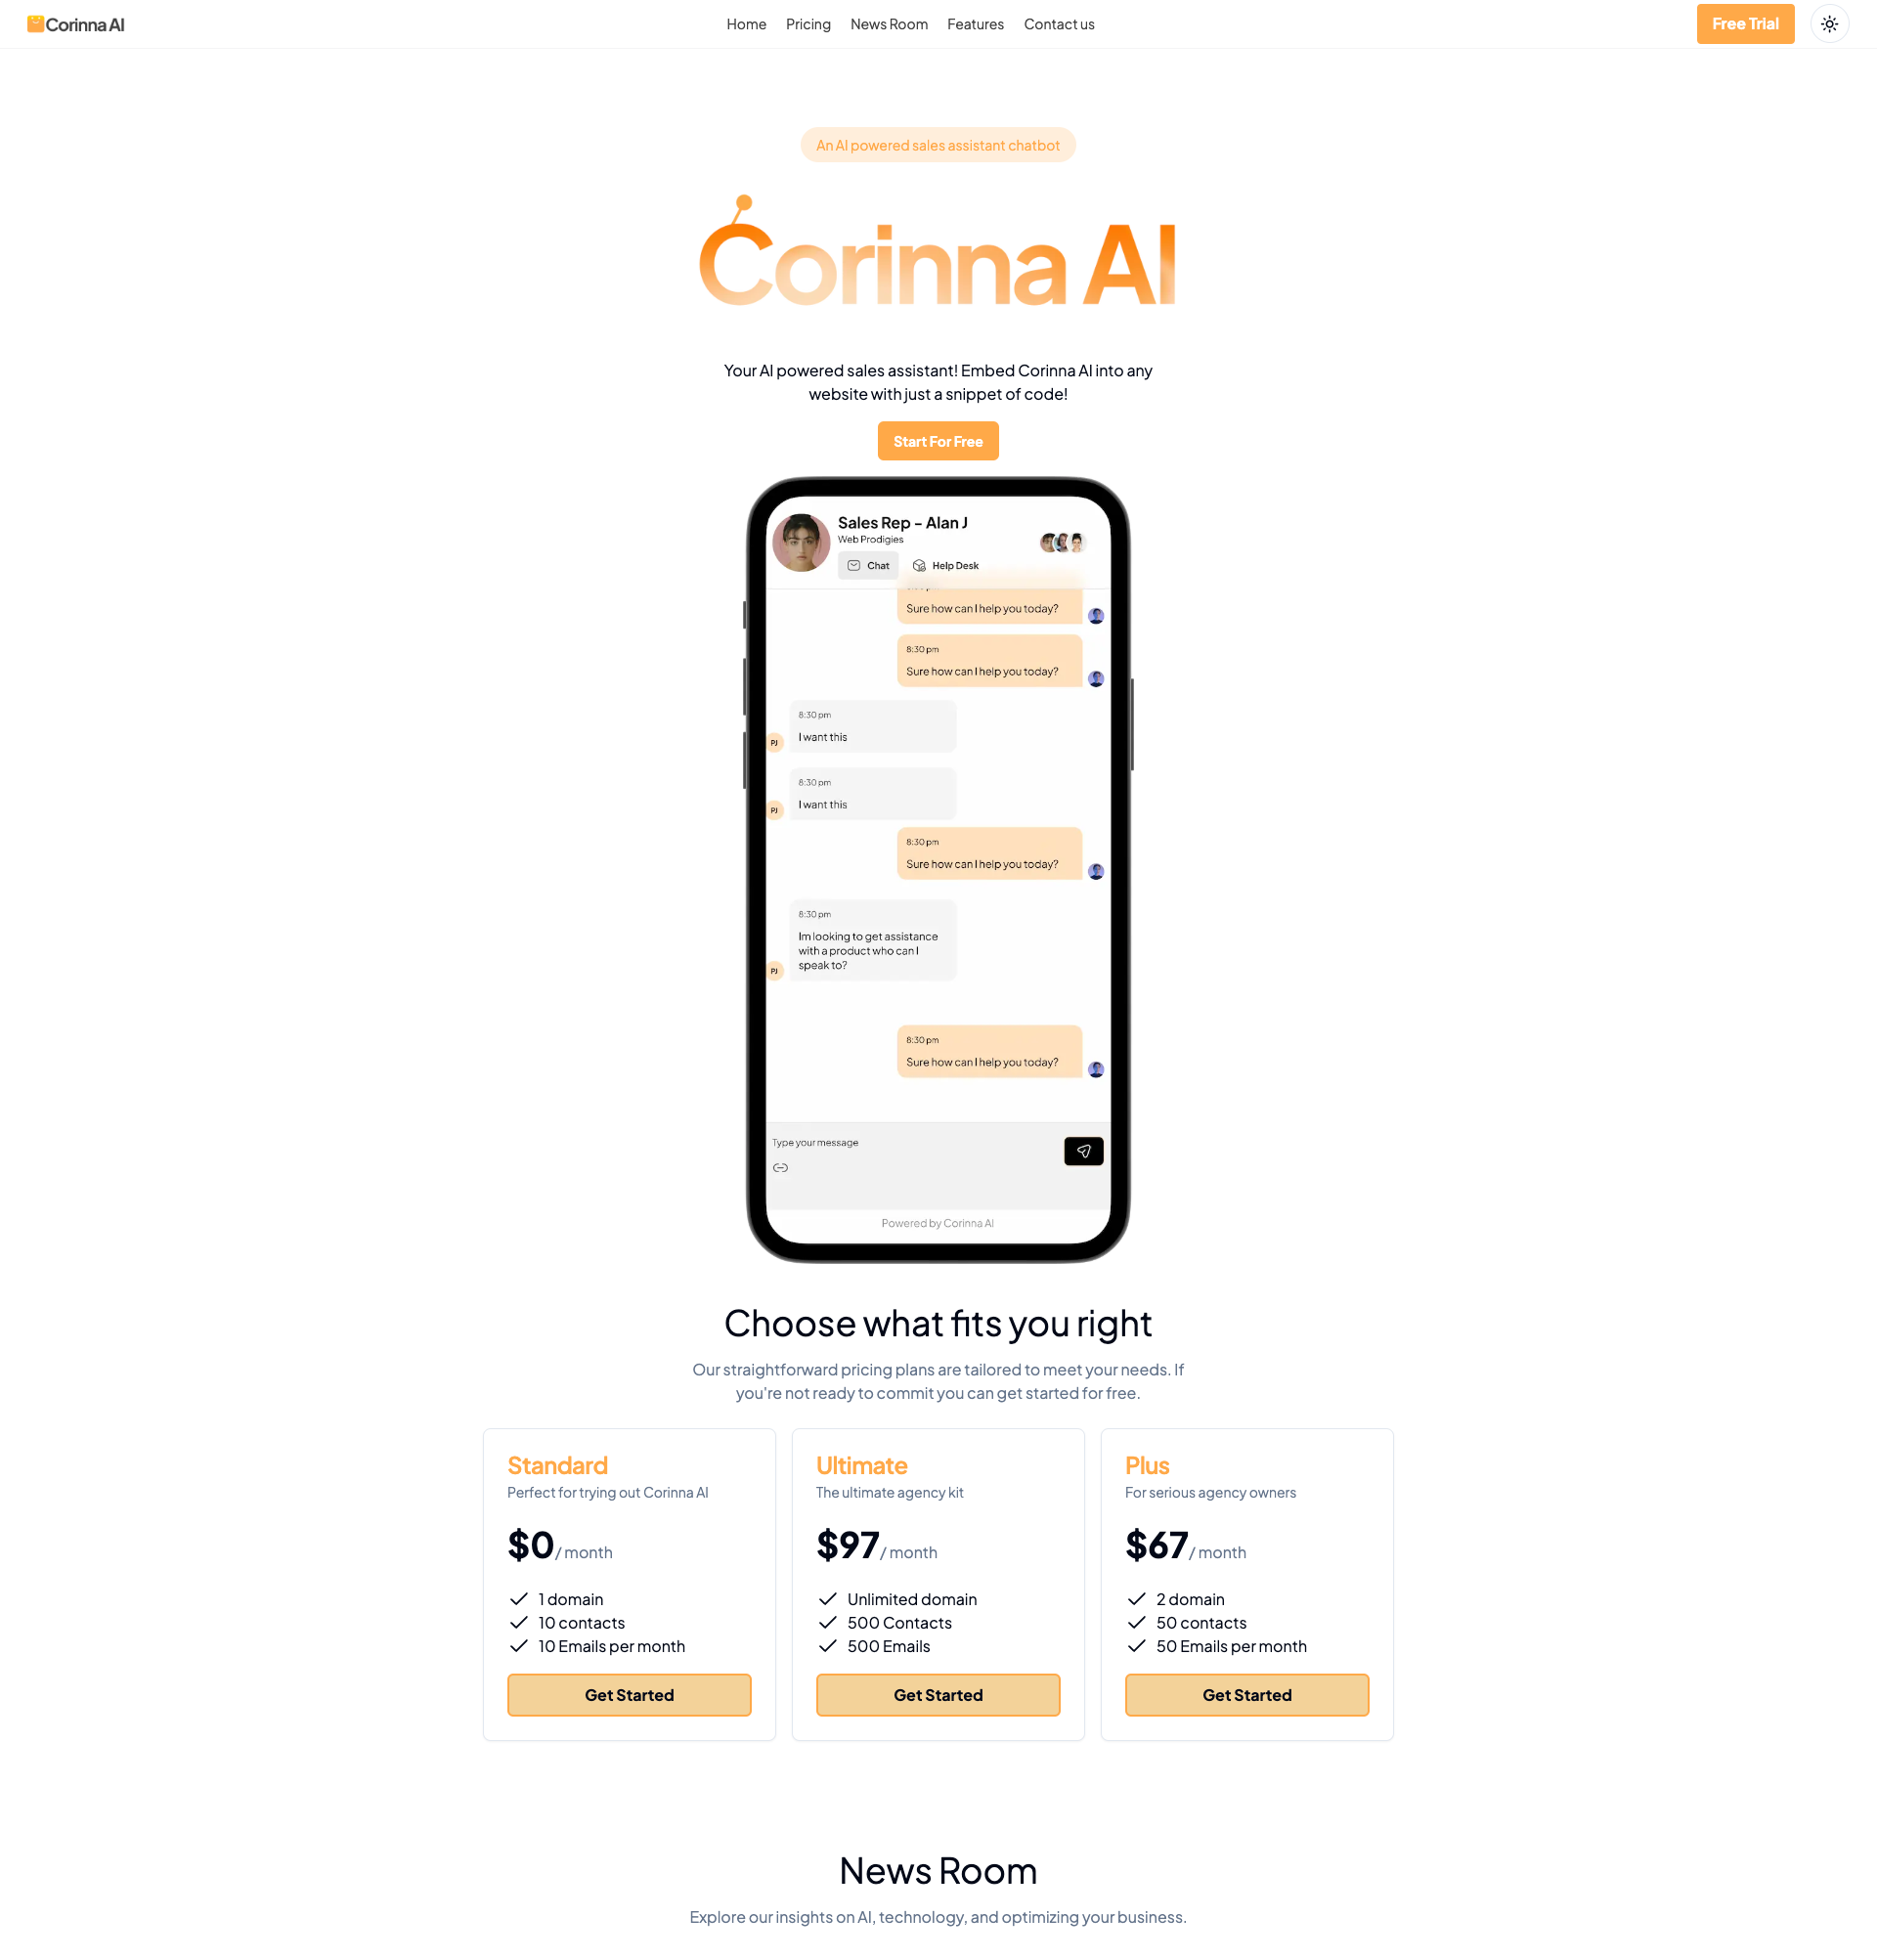 Corinna AI
Home
Pricing
News Room
Features
Contact us
Free Trial
An AI powered sales assistant chatbot
Corinna AI
Your AI powered sales assistant! Embed Corinna AI into any
website with just a snippet of code!
Start For Free
Sales Rep - Alan J
Web Prodigies
Chat
Help Desk
Sure how can I help you today?
8:30 pm
Sure how can I help you today?
8:30 pm
I want this
PJ
8:30 pm
I want this
PJ
8:30 pm
Sure how can I help you today?
8:30 pm
Im looking to get assistance
with a product who can I
speak to?
PJ
8:30 pm
Sure how can I help you today?
Type your message
Powered by Corinna AI
Choose what fits you right
Our straightforward pricing plans are tailored to meet your needs. If
you're not ready to commit you can get started for free.
Standard
Perfect for trying out Corinna AI
$0/ month
1 domain
10 contacts
10 Emails per month
Get Started
Ultimate
The ultimate agency kit
$97/ month
Unlimited domain
500 Contacts
500 Emails
Get Started
Plus
For serious agency owners
$67/ month
2 domain
50 contacts
50 Emails per month
Get Started
News Room
Explore our insights on AI, technology, and optimizing your business.